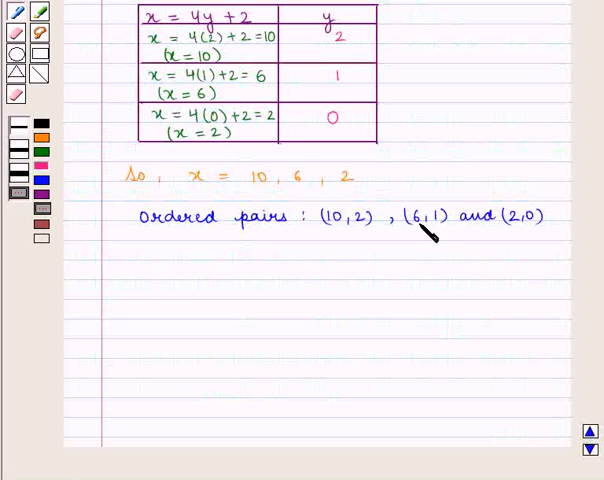 x = 4y + 2 y
x = 4(2) + 2 = 10 2
(x = 10)
x = 4(1) + 2 = 6 1
(x = 6)
x = 4(0) + 2 = 2 0
(x = 2)
So, x = 10, 6, 2
Ordered pairs : (10,2) , (6,1) and (2,0)